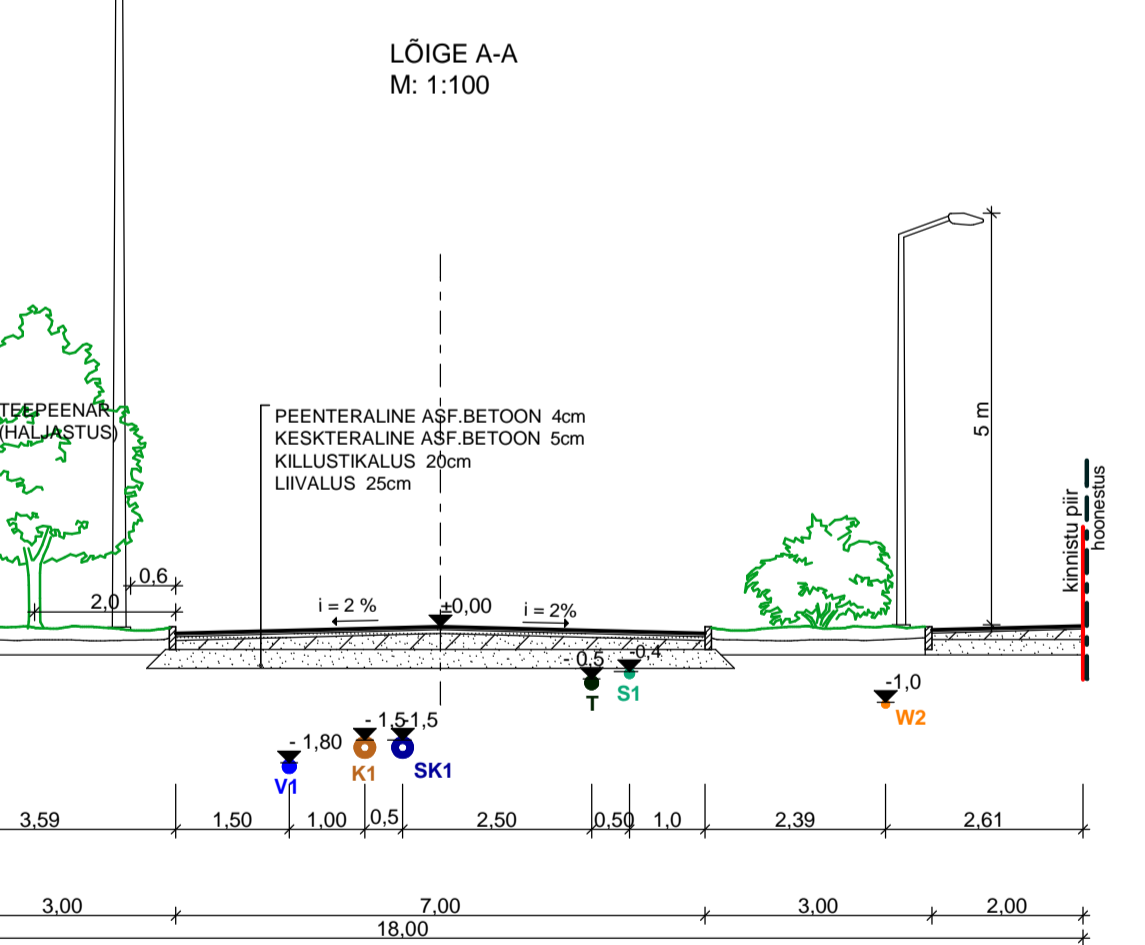 LÕIGE A-A
M: 1:100
TEEPEENAR
(HALJASTUS)
PEENTERALINE ASF.BETOON 4cm
KESKTERALINE ASF.BETOON 5cm
KILLUSTIKALUS 20cm
LIIVALUS 25cm
5 m
kinnistu piir
hoonestus
0,6
2,0
i = 2 %
±0,00
i = 2%
- 0,5
-0,4
T
S1
-1,0
W2
- 1,80
- 1,5
-1,5
V1
K1
SK1
3,59
1,50
1,00
0,5
2,50
0,50
1,0
2,39
2,61
3,00
7,00
3,00
2,00
18,00